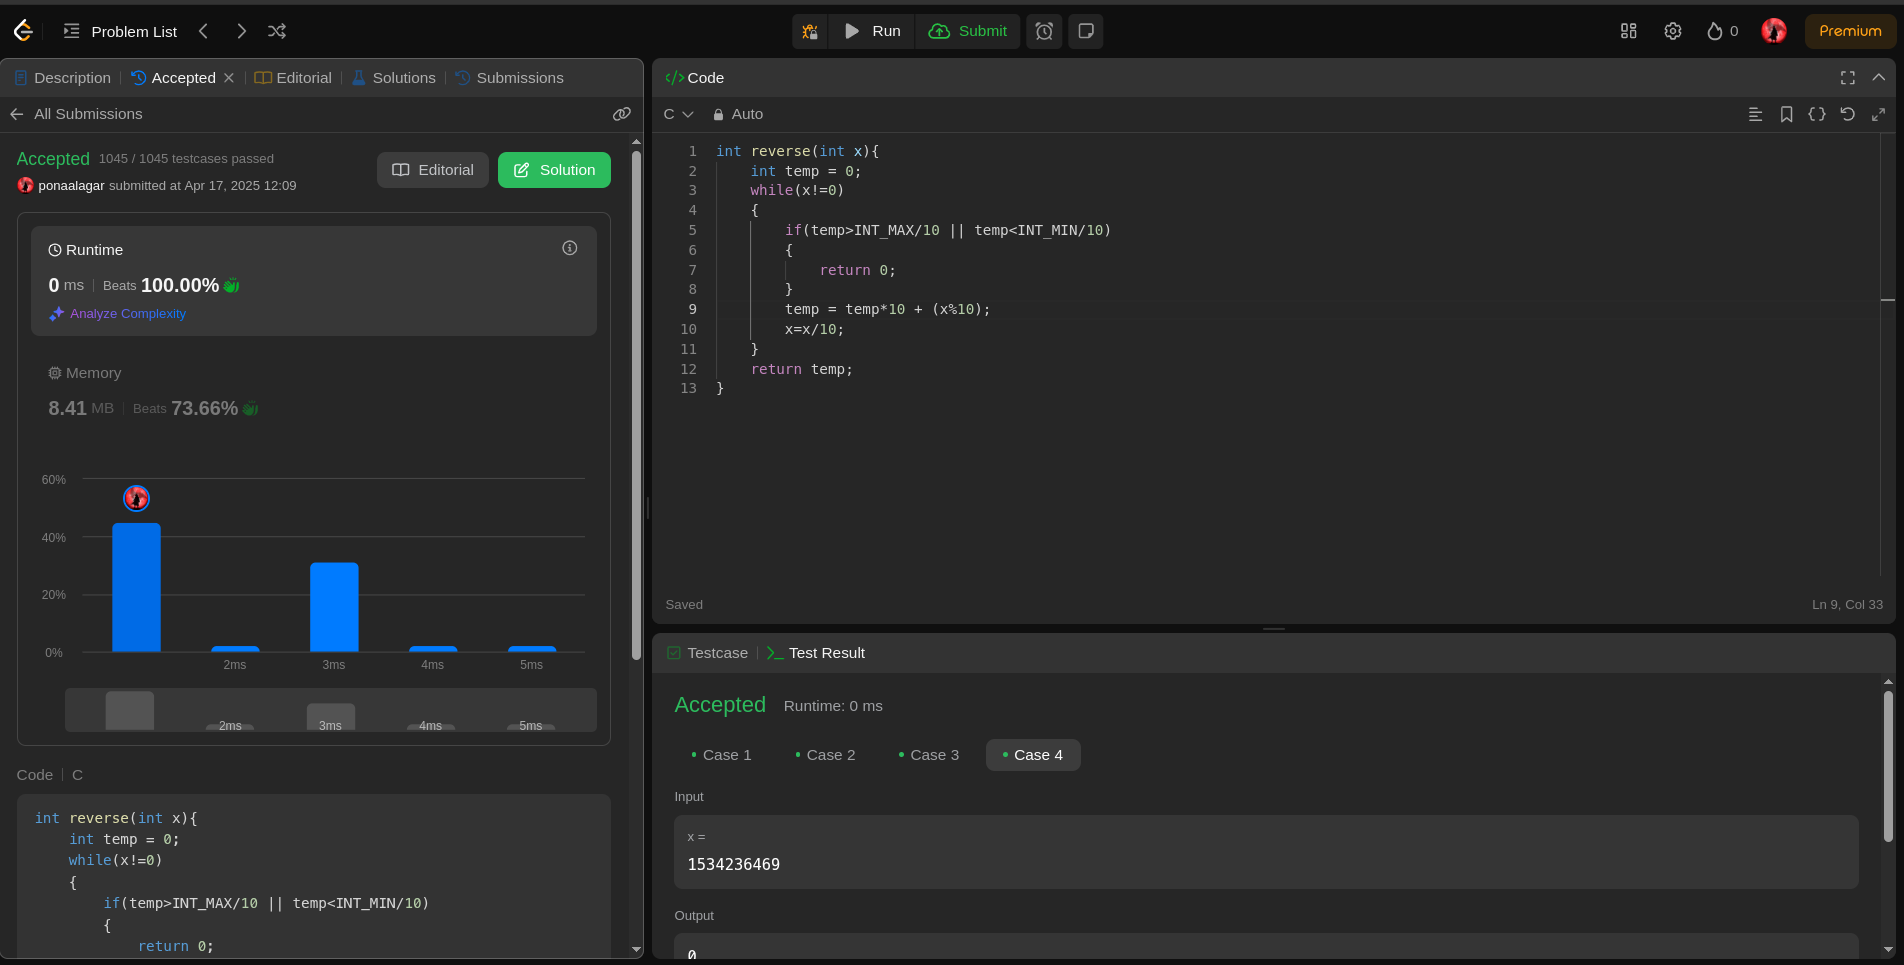 Problem List
Run
Submit
0
Premium
Description | Accepted | Editorial | Solutions | Submissions
All Submissions
Accepted 1045 / 1045 testcases passed
ponaalagar submitted at Apr 17, 2025 12:09
Editorial
Solution
Runtime
0 ms | Beats 100.00%
Analyze Complexity
Memory
8.41 MB | Beats 73.66%
60%
40%
20%
0%
2ms 3ms 4ms 5ms
2ms 3ms 4ms 5ms
Code | C
int reverse(int x){
    int temp = 0;
    while(x!=0)
    {
        if(temp>INT_MAX/10 || temp<INT_MIN/10)
        {
            return 0;
</> Code
C Auto
1 int reverse(int x){
2     int temp = 0;
3     while(x!=0)
4     {
5         if(temp>INT_MAX/10 || temp<INT_MIN/10)
6         {
7             return 0;
8         }
9         temp = temp*10 + (x%10);
10         x=x/10;
11     }
12     return temp;
13 }
Saved
Ln 9, Col 33
Testcase | Test Result
Accepted Runtime: 0 ms
Case 1 Case 2 Case 3 Case 4
Input
x =
1534236469
Output
0